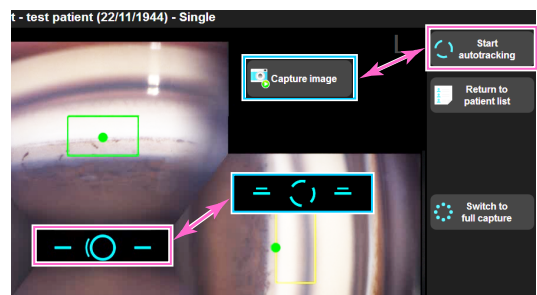 t - test patient (22/11/1944) - Single
L
Start
autotracking
Capture image
Return to
patient list
Switch to
full capture